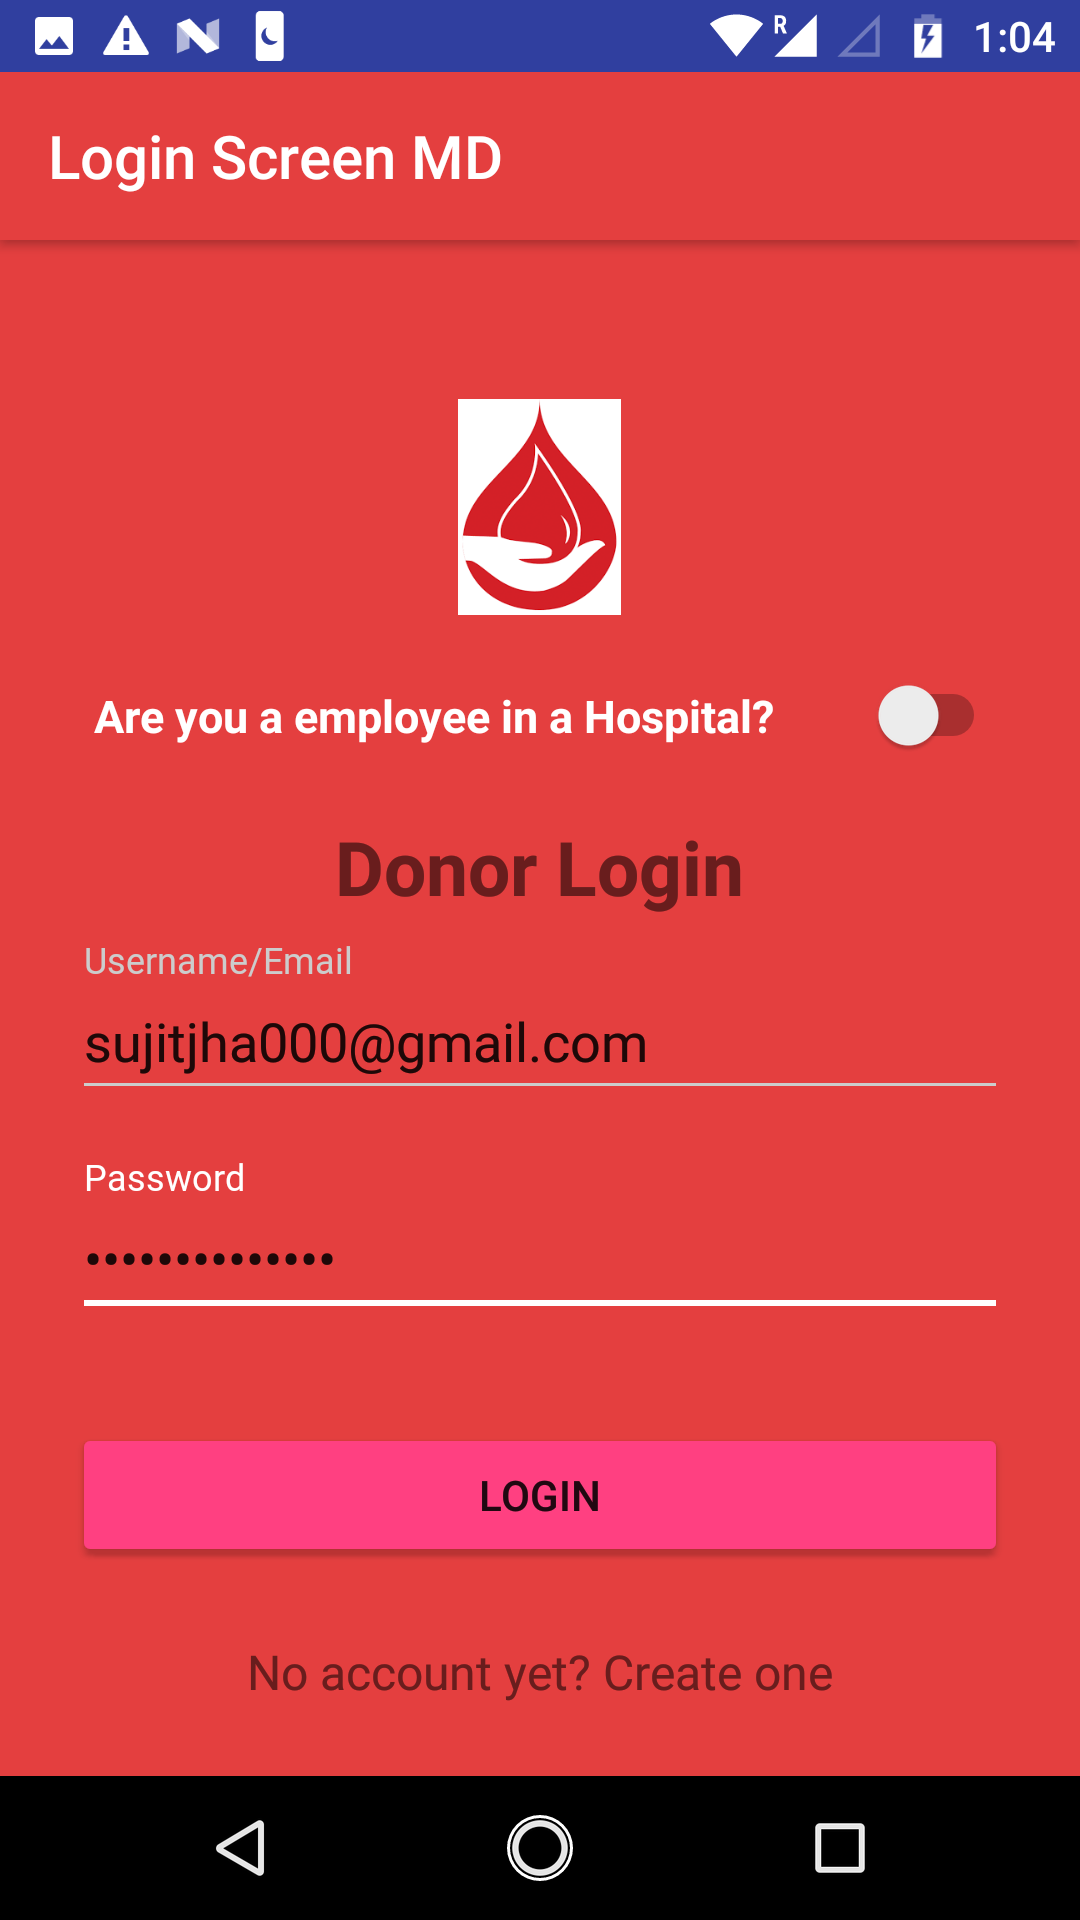 R
1:04
Login Screen MD
Are you a employee in a Hospital?
Donor Login
Username/Email
sujitjha000@gmail.com
Password
••••••••••••••
LOGIN
No account yet? Create one